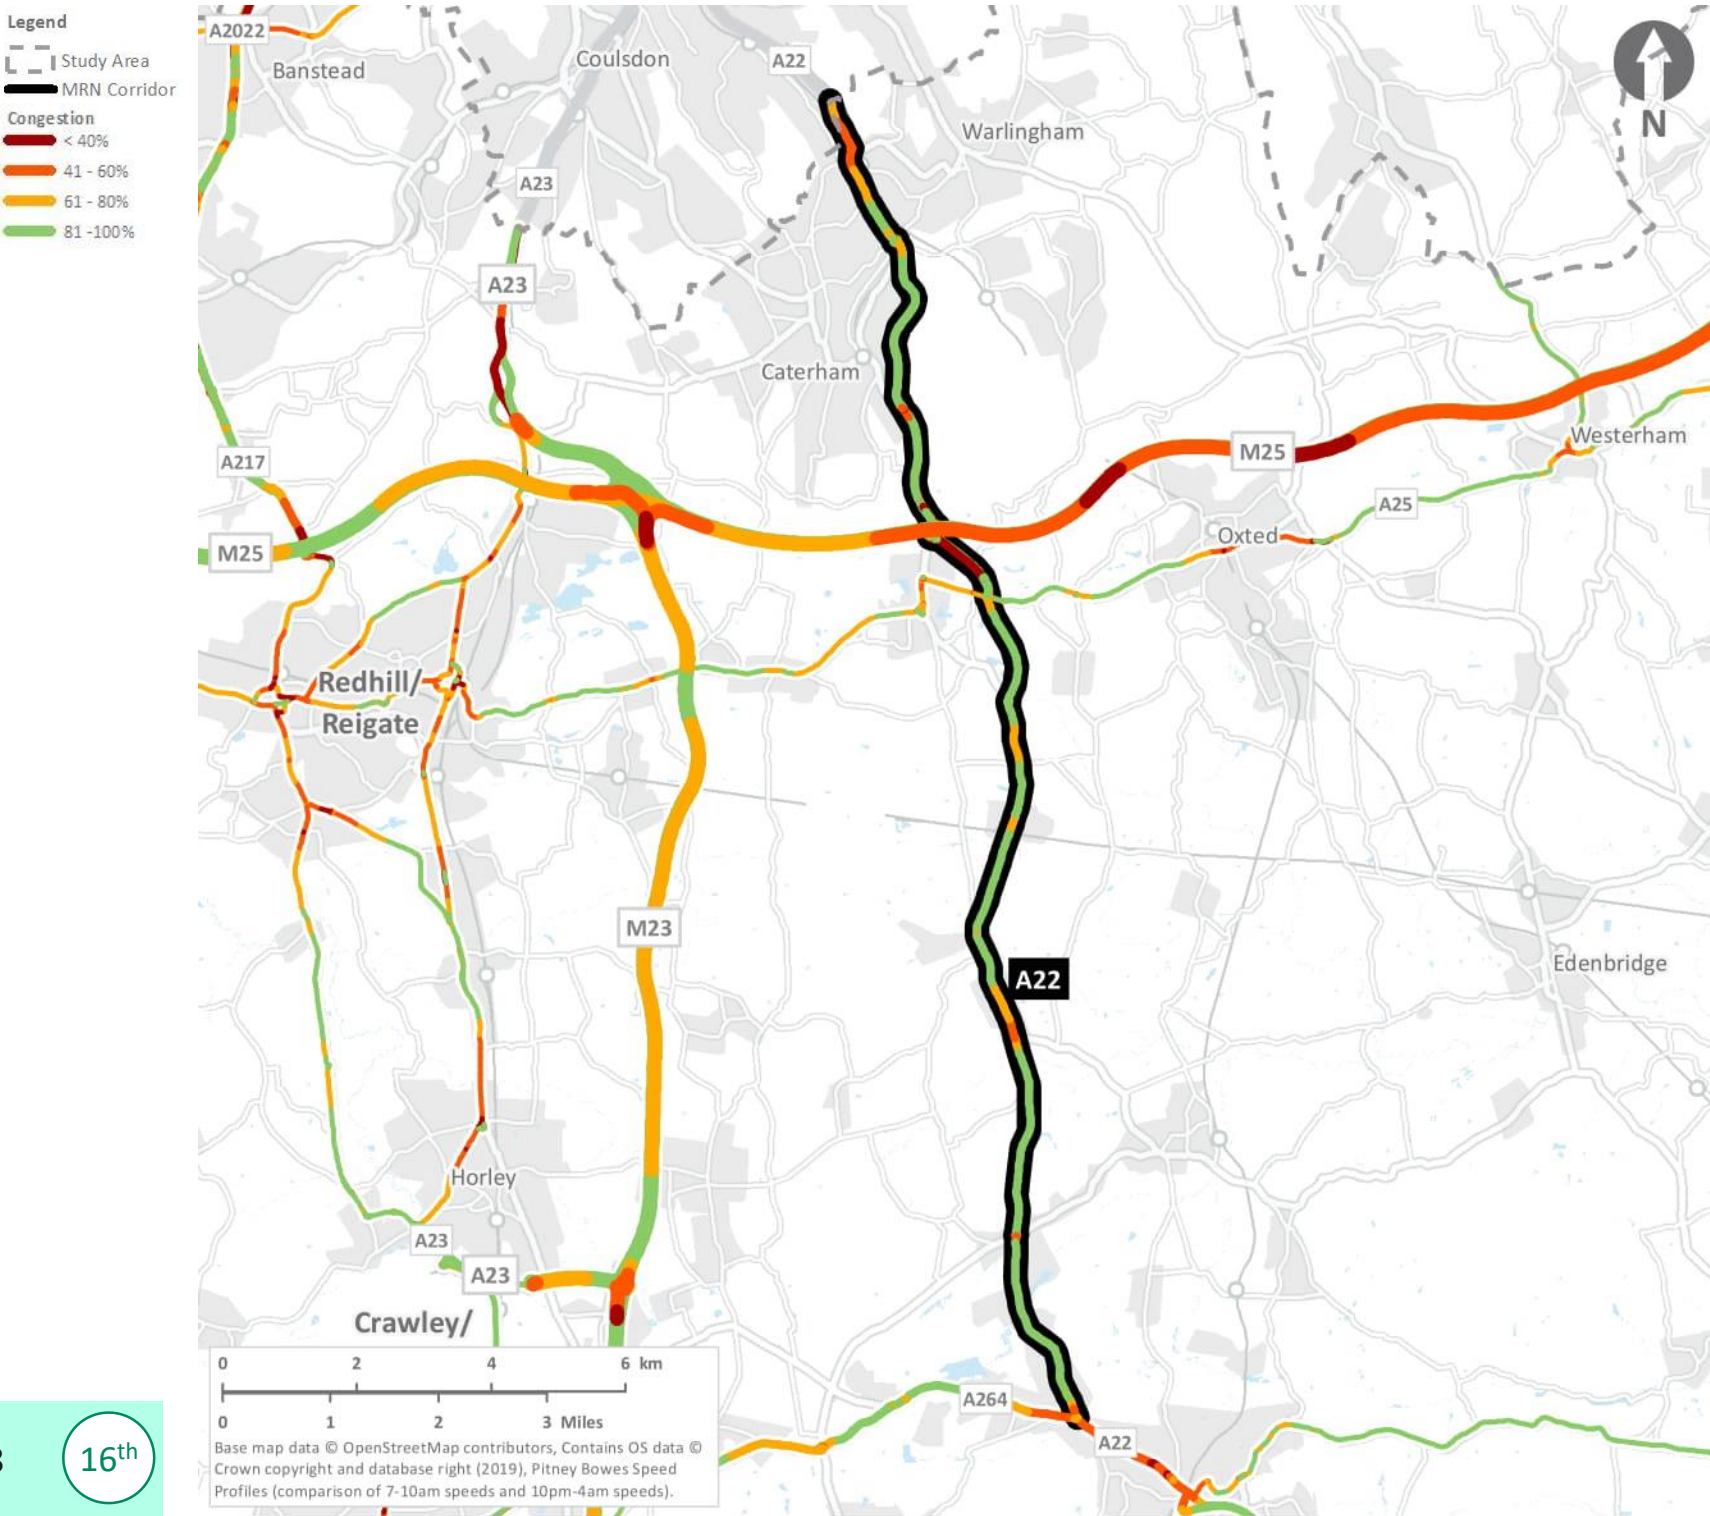 Legend
Study Area
MRN Corridor
Congestion
< 40%
41 - 60%
61 - 80%
81 -100%
A2022
Banstead
Coulsdon
A22
Warlingham
N
A23
A23
Caterham
A217
M25
M25
Westerham
A25
Oxted
Redhill/
Reigate
M23
A22
Edenbridge
Horley
A23
A23
Crawley/
0 2 4 6 km
0 1 2 3 Miles
A264
A22
Base map data © OpenStreetMap contributors, Contains OS data ©
Crown copyright and database right (2019), Pitney Bowes Speed
Profiles (comparison of 7-10am speeds and 10pm-4am speeds).
16th